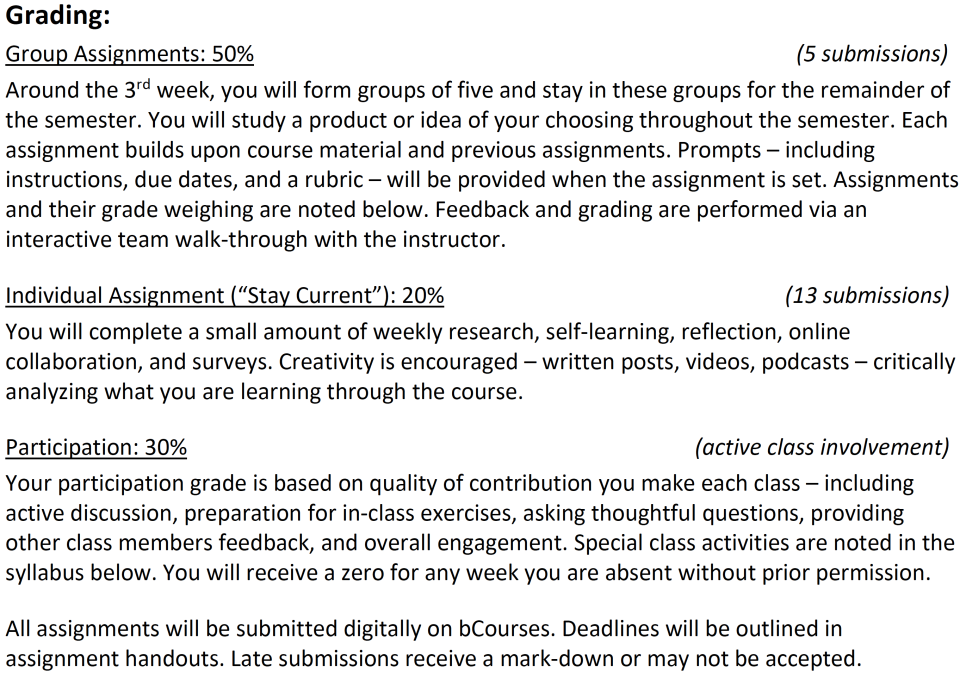 Grading:
Group Assignments: 50% (5 submissions)
Around the 3rd week, you will form groups of five and stay in these groups for the remainder of
the semester. You will study a product or idea of your choosing throughout the semester. Each
assignment builds upon course material and previous assignments. Prompts – including
instructions, due dates, and a rubric – will be provided when the assignment is set. Assignments
and their grade weighing are noted below. Feedback and grading are performed via an
interactive team walk-through with the instructor.
Individual Assignment (“Stay Current”): 20% (13 submissions)
You will complete a small amount of weekly research, self-learning, reflection, online
collaboration, and surveys. Creativity is encouraged – written posts, videos, podcasts – critically
analyzing what you are learning through the course.
Participation: 30% (active class involvement)
Your participation grade is based on quality of contribution you make each class – including
active discussion, preparation for in-class exercises, asking thoughtful questions, providing
other class members feedback, and overall engagement. Special class activities are noted in the
syllabus below. You will receive a zero for any week you are absent without prior permission.
All assignments will be submitted digitally on bCourses. Deadlines will be outlined in
assignment handouts. Late submissions receive a mark-down or may not be accepted.